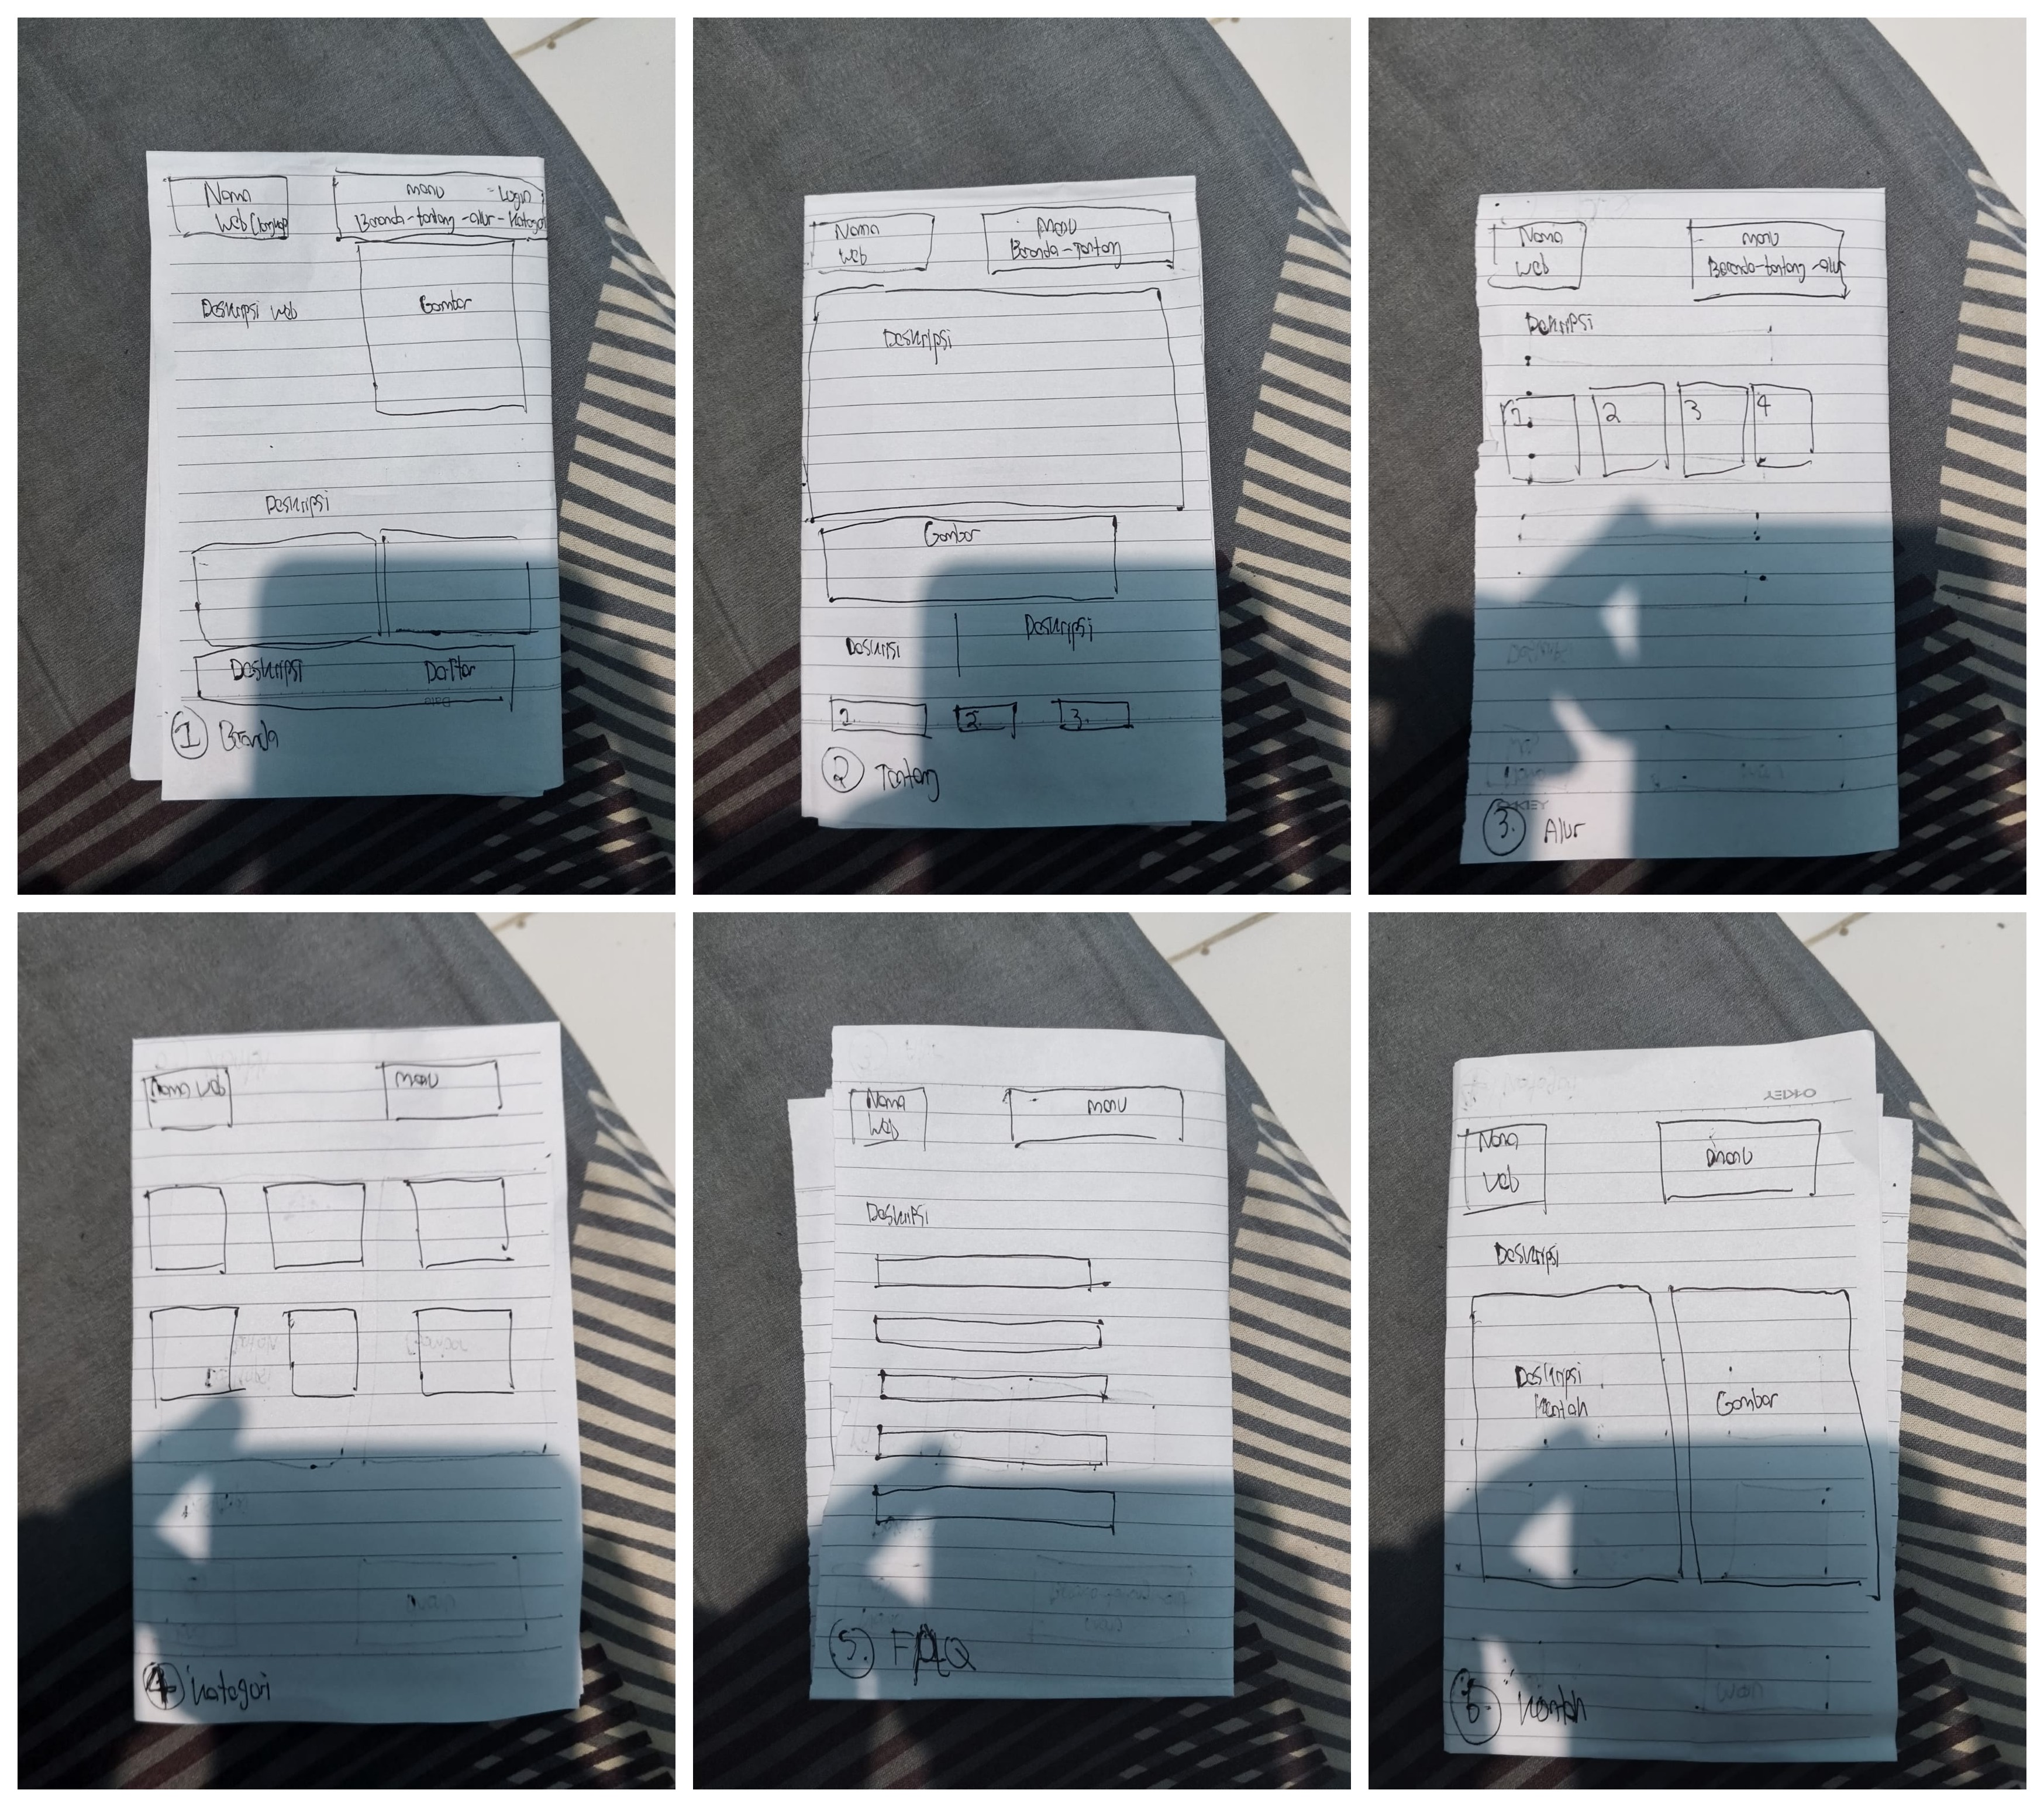 Nama
Web
menu - Login
Beranda - tentang - alur - Kategori
Deskripsi web
Gambar
Deskripsi
Deskripsi
Daftar
1 Beranda
Nama
Web
Menu
Beranda - Tentang
Deskripsi
Gambar
Deskripsi
Deskripsi
1.
2.
3.
2 Tentang
Nama
Web
menu
Beranda - tentang - alur
Deskripsi
1.
2
3
4
OKEY
3. Alur
Nama Web
menu
4 Kategori
Nama
Web
menu
Deskripsi
5. FAQ
OKEY
Nama
Web
menu
Deskripsi
Deskripsi
Gambar
6.